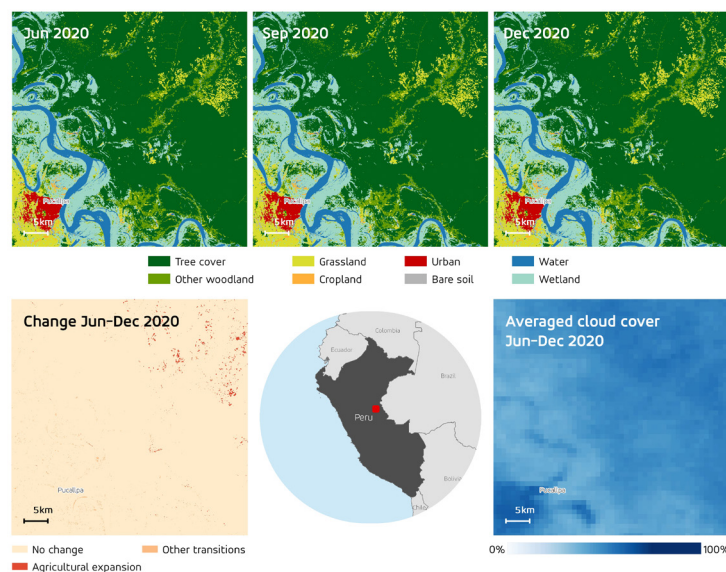 Jun 2020
Sep 2020
Dec 2020
Pucallpa
Pucallpa
Pucallpa
5km
5km
5km
Tree cover
Grassland
Urban
Water
Other woodland
Cropland
Bare soil
Wetland
Change Jun-Dec 2020
Averaged cloud cover
Jun-Dec 2020
Colombia
Ecuador
Brazil
Peru
Bolivia
Chile
Pucallpa
Pucallpa
5km
5km
No change
Other transitions
Agricultural expansion
0%
100%